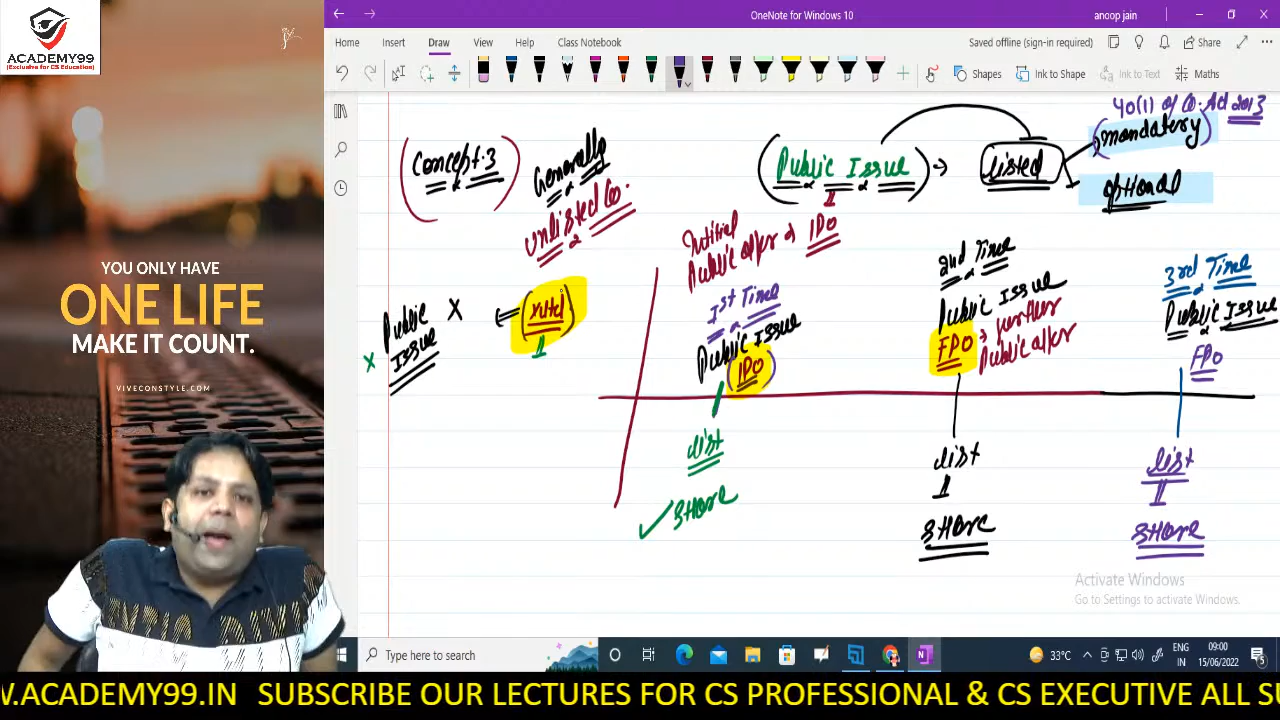 ACADEMY99
(Exclusive for CS Education)
YOU ONLY HAVE
ONE LIFE
MAKE IT COUNT.
VIVECONSTYLE.COM
OneNote for Windows 10
anoop jain
Home Insert Draw View Help Class Notebook
Saved offline (sign-in required)
Share
Shapes
Ink to Shape
Ink to Text
Maths
40(1) of Co. Act 2013
Concept.3
Generally
unlisted Co.
Public Issue
listed
mandatory
optional
Initial
Public offer
IPO
Public
Issue
x
x
Ist Time
Public Issue
IPO
list
share
2nd Time
Public Issue
FPO
further
Public offer
list
share
3rd Time
Public Issue
FPO
list
share
Activate Windows
Go to Settings to activate Windows.
Type here to search
33°C
ENG
IN
09:00
15/06/2022
5
W.ACADEMY99.IN SUBSCRIBE OUR LECTURES FOR CS PROFESSIONAL & CS EXECUTIVE ALL SU